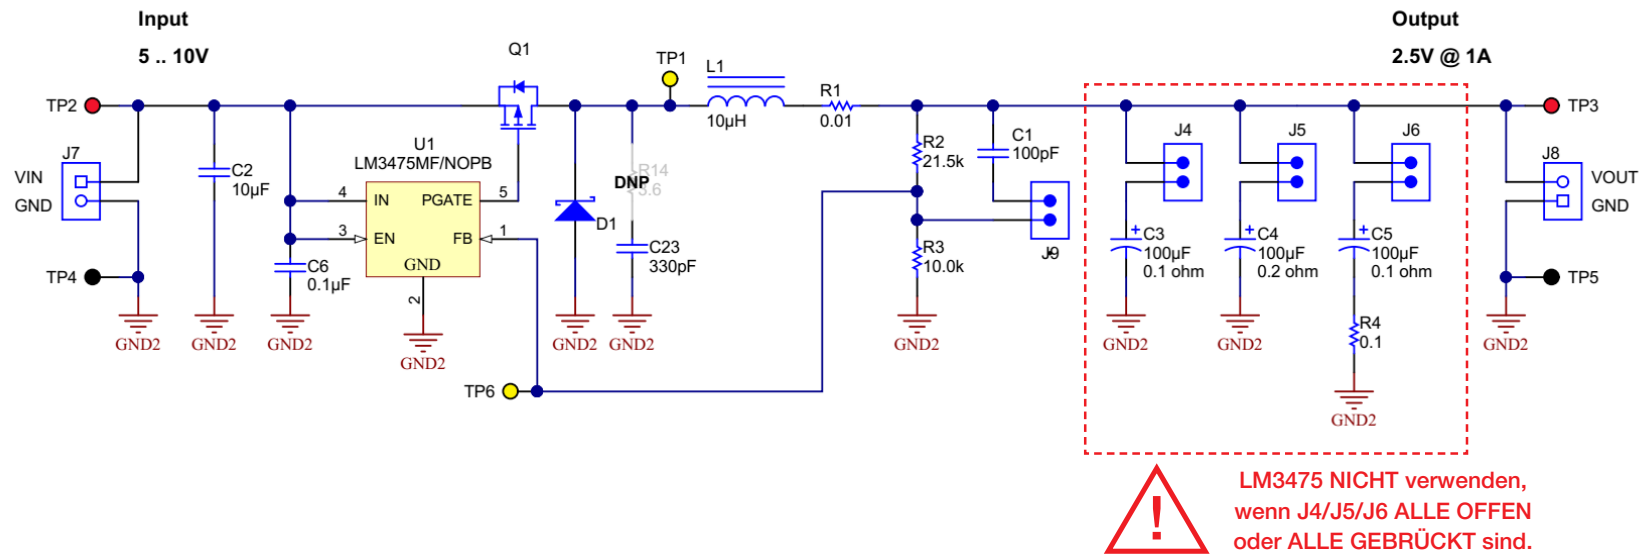 Input
5 .. 10V
Output
2.5V @ 1A
Q1
TP1
L1
TP2
10µH
R1
0.01
TP3
J7
VIN
GND
C2
10µF
U1
LM3475MF/NOPB
4
IN
PGATE
5
3
EN
FB
1
GND
2
C6
0.1µF
R14
3.6
DNP
D1
C23
330pF
R2
21.5k
C1
100pF
R3
10.0k
J9
J4
J5
J6
C3
100µF
0.1 ohm
C4
100µF
0.2 ohm
C5
100µF
0.1 ohm
R4
0.1
J8
VOUT
GND
TP4
TP5
GND2
GND2
GND2
GND2
GND2
GND2
GND2
GND2
GND2
GND2
GND2
TP6
!
LM3475 NICHT verwenden,
wenn J4/J5/J6 ALLE OFFEN
oder ALLE GEBRÜCKT sind.